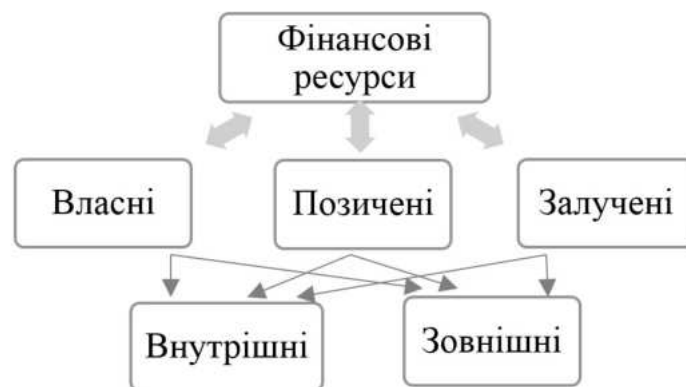 Фінансові
ресурси
Власні
Позичені
Залучені
Внутрішні
Зовнішні